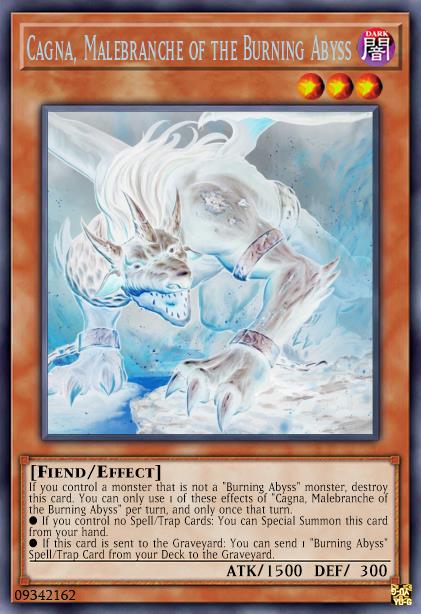 Cagna, Malebranche of the Burning Abyss
DARK
闇
[Fiend/Effect]
If you control a monster that is not a "Burning Abyss" monster, destroy
this card. You can only use 1 of these effects of "Cagna, Malebranche of
the Burning Abyss" per turn, and only once that turn.
● If you control no Spell/Trap Cards: You can Special Summon this card
from your hand.
● If this card is sent to the Graveyard: You can send 1 "Burning Abyss"
Spell/Trap Card from your Deck to the Graveyard.
ATK/1500 DEF/ 300
09342162